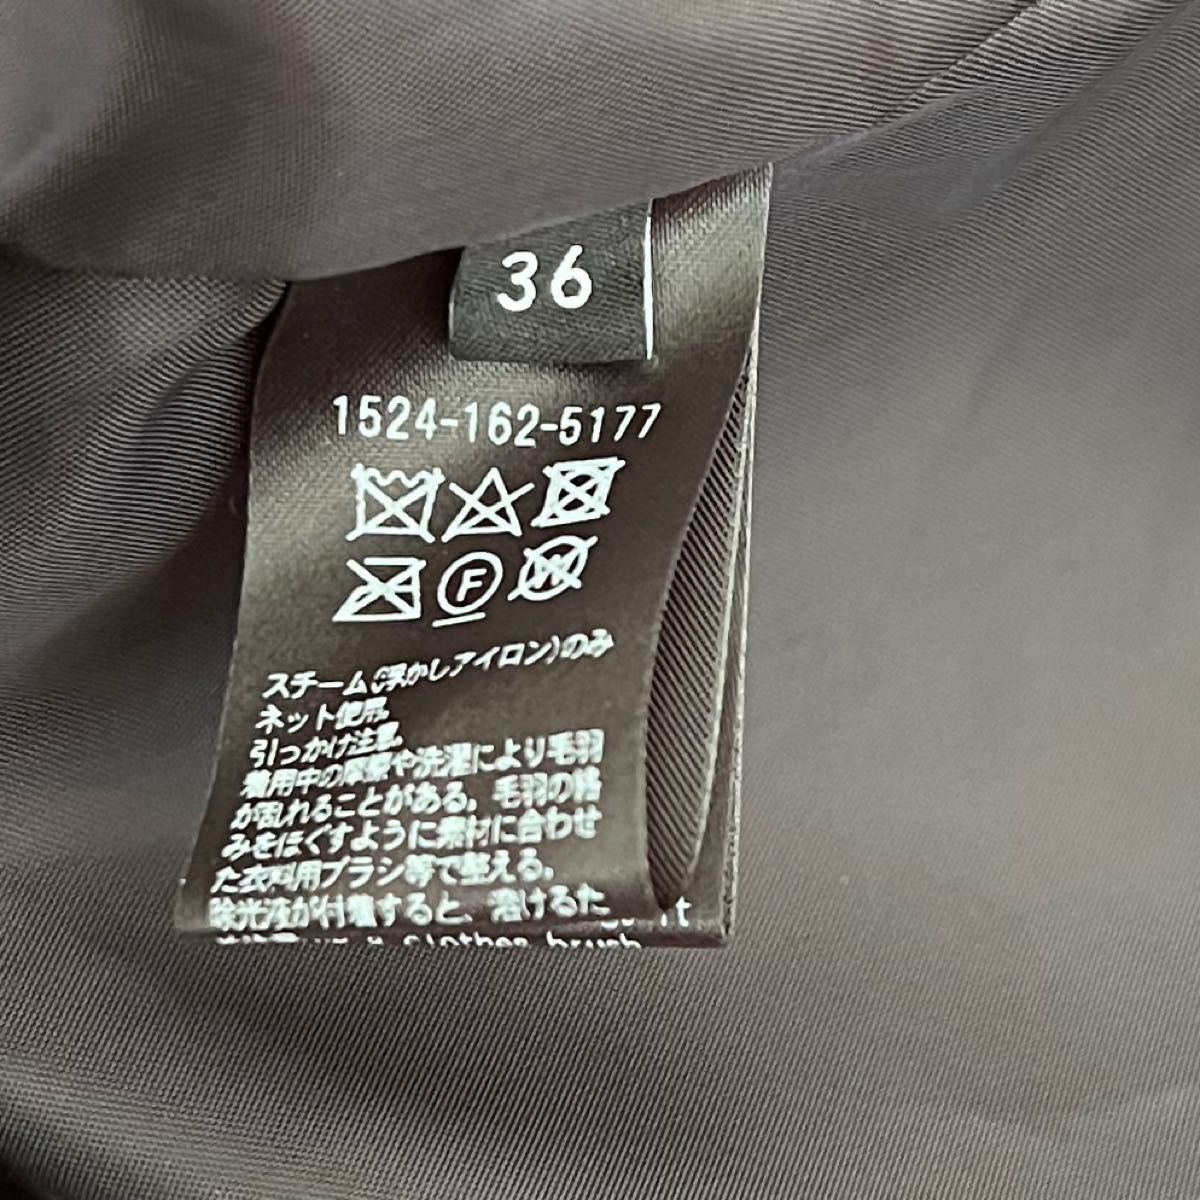 36
1524-162-5177
F
W
スチーム(浮かしアイロン)のみ
ネット使用。
引っかけ注意。
着用中の摩擦や洗濯により毛羽
が乱れることがある。毛羽の絡
みをほぐすように素材に合わせ
た衣料用ブラシ等で整える。
除光液が付着すると、溶けるた
clothes brush